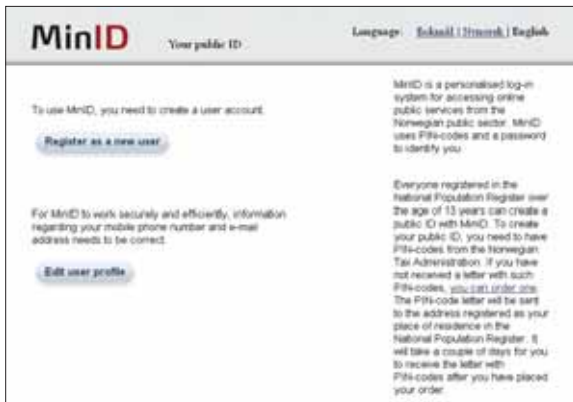 MinID
Your public ID
Language: Bokmål | Nynorsk | English
To use MinID, you need to create a user account.
Register as a new user
For MinID to work securely and efficiently, information
regarding your mobile phone number and e-mail
address needs to be correct.
Edit user profile
MinID is a personalised log-in
system for accessing online
public services from the
Norwegian public sector. MinID
uses PIN-codes and a password
to identify you.
Everyone registered in the
National Population Register over
the age of 13 years can create a
public ID with MinID. To create
your public ID, you need to have
PIN-codes from the Norwegian
Tax Administration. If you have
not received a letter with such
PIN-codes, you can order one.
The PIN-code letter will be sent
to the address registered as your
place of residence in the
National Population Register. It
will take a couple of days for you
to receive the letter with
PIN-codes after you have placed
your order.